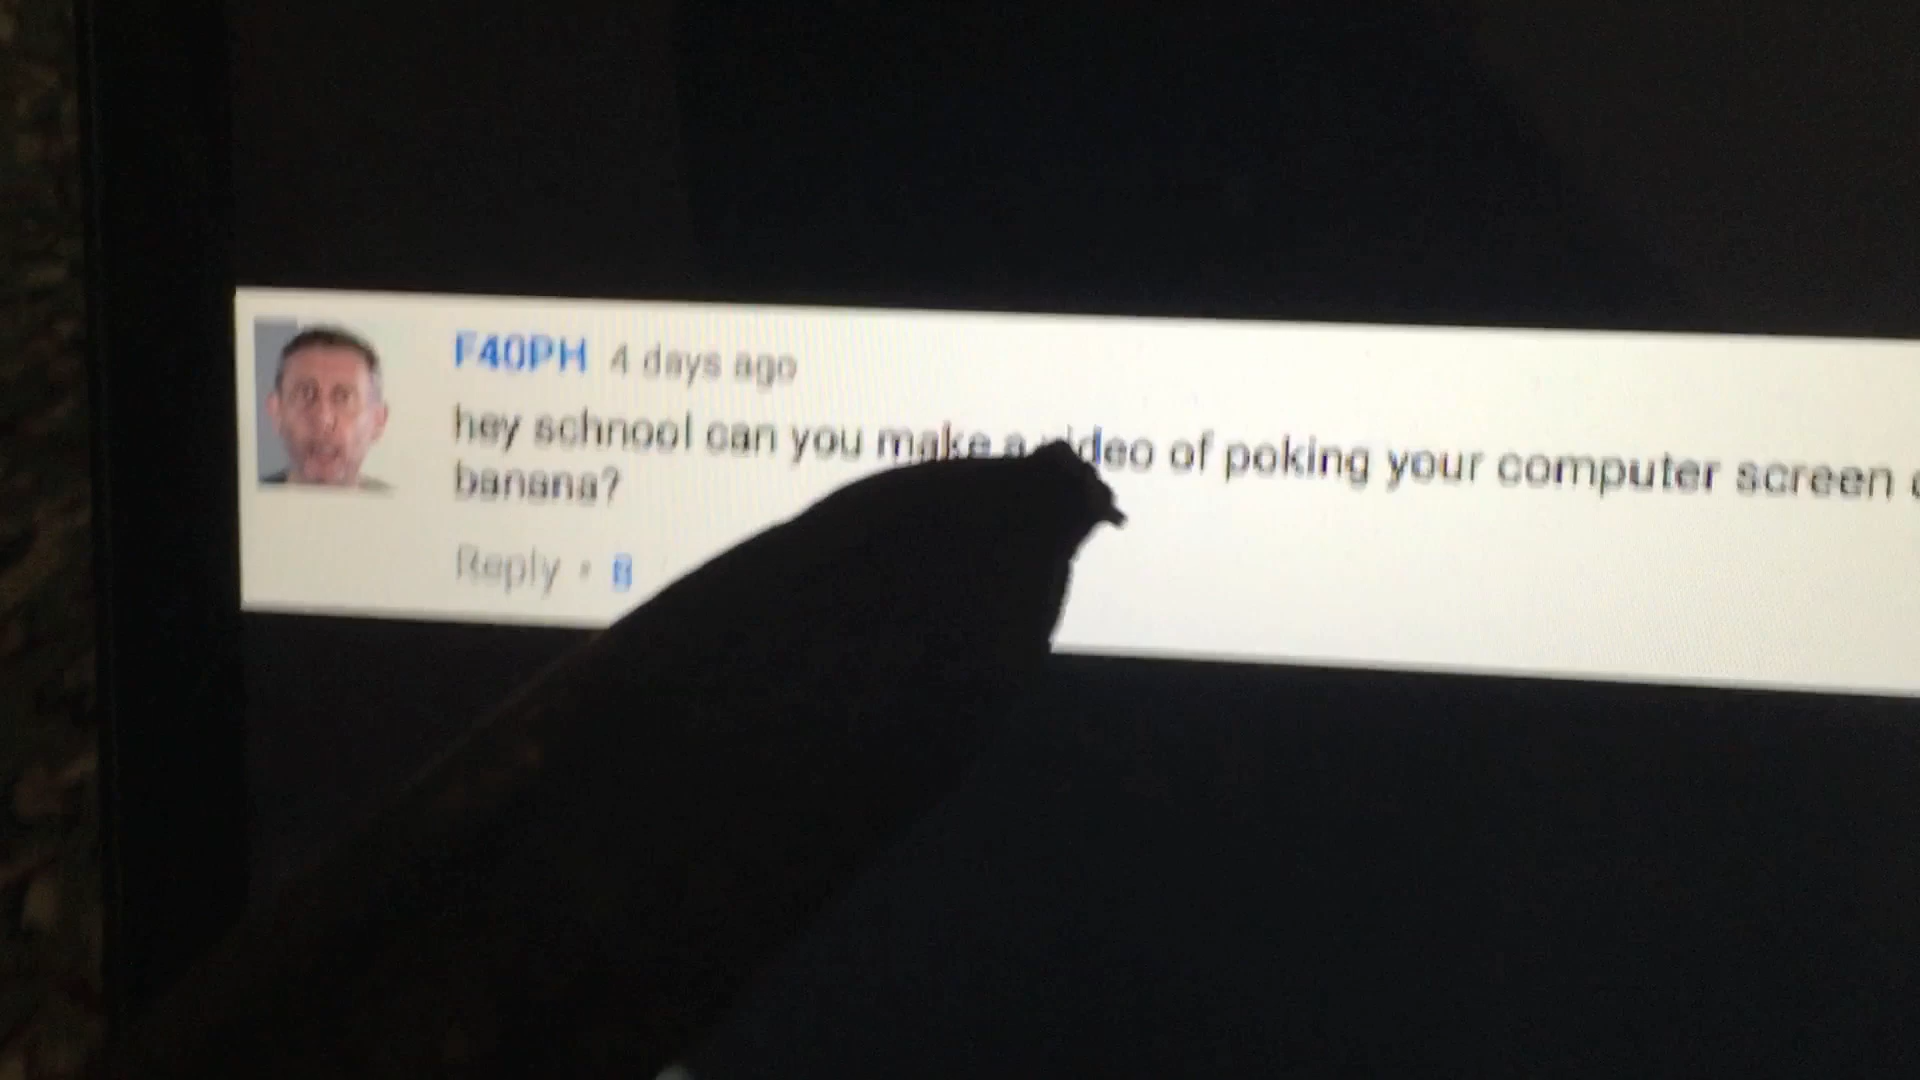 F40PH 4 days ago
hey schnool can you make a video of poking your computer screen
banana?
Reply • 8